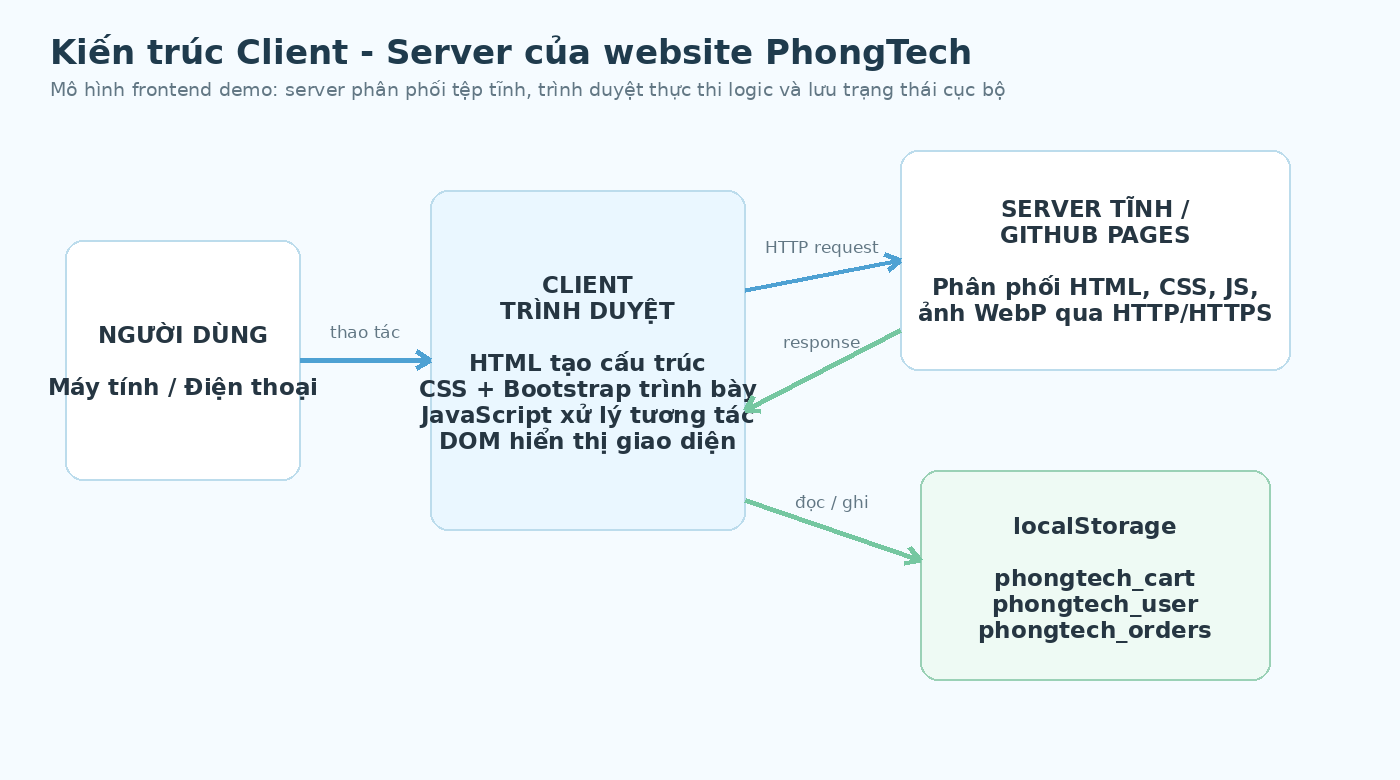 Kiến trúc Client - Server của website PhongTech
Mô hình frontend demo: server phân phối tệp tĩnh, trình duyệt thực thi logic và lưu trạng thái cục bộ
NGƯỜI DÙNG
Máy tính / Điện thoại
thao tác
CLIENT
TRÌNH DUYỆT
HTML tạo cấu trúc
CSS + Bootstrap trình bày
JavaScript xử lý tương tác
DOM hiển thị giao diện
HTTP request
response
SERVER TĨNH /
GITHUB PAGES
Phân phối HTML, CSS, JS,
ảnh WebP qua HTTP/HTTPS
đọc / ghi
localStorage
phongtech_cart
phongtech_user
phongtech_orders